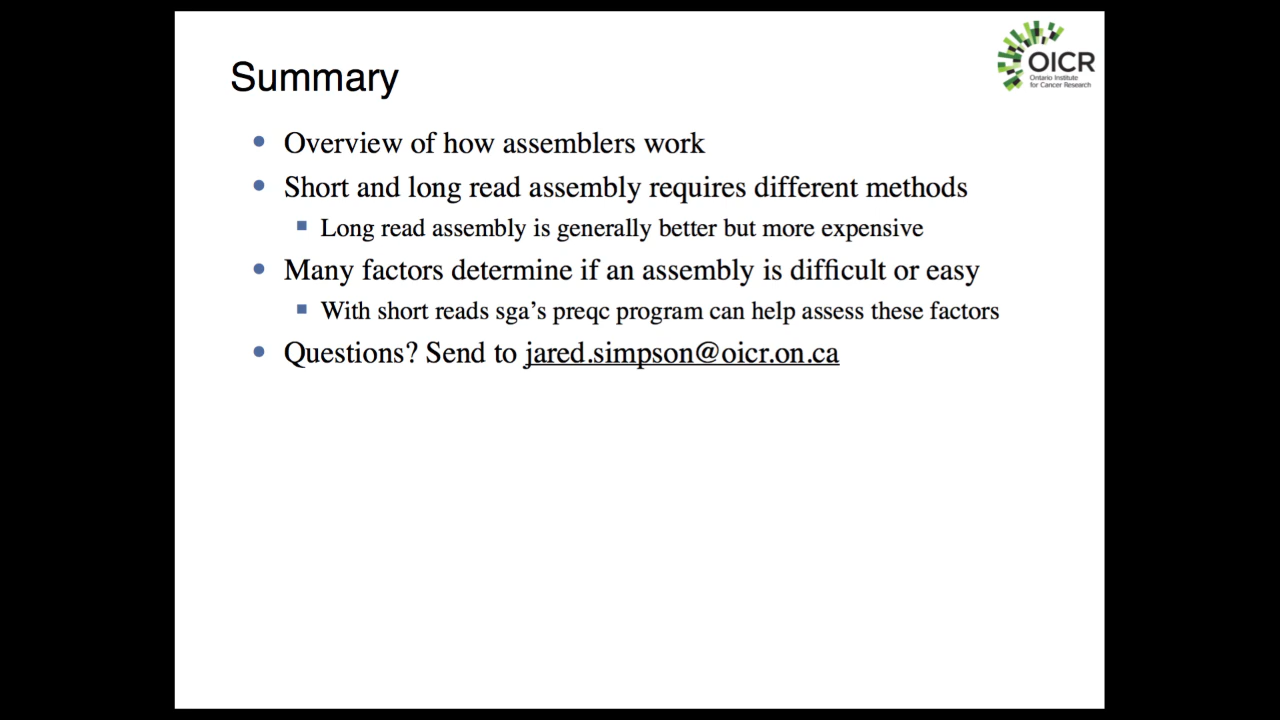 OICR
Ontario Institute
for Cancer Research
Summary
Overview of how assemblers work
Short and long read assembly requires different methods
Long read assembly is generally better but more expensive
Many factors determine if an assembly is difficult or easy
With short reads sga's preqc program can help assess these factors
Questions? Send to jared.simpson@oicr.on.ca